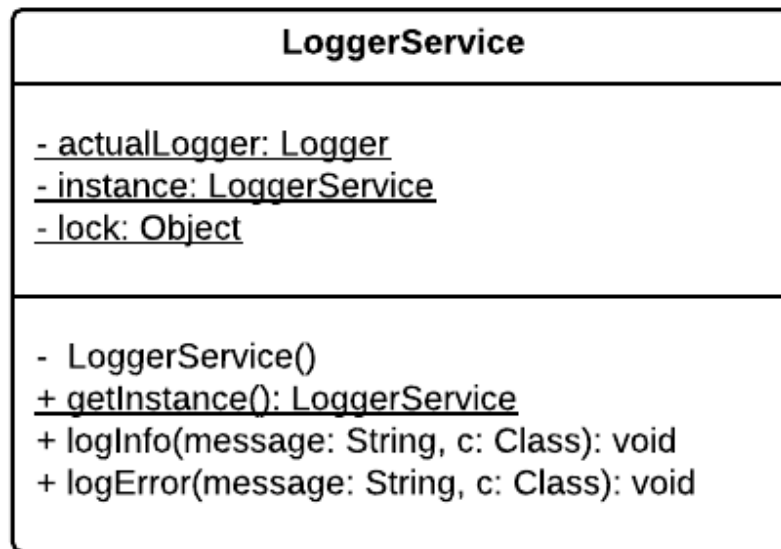 LoggerService
- actualLogger: Logger
- instance: LoggerService
- lock: Object
- LoggerService()
+ getInstance(): LoggerService
+ logInfo(message: String, c: Class): void
+ logError(message: String, c: Class): void